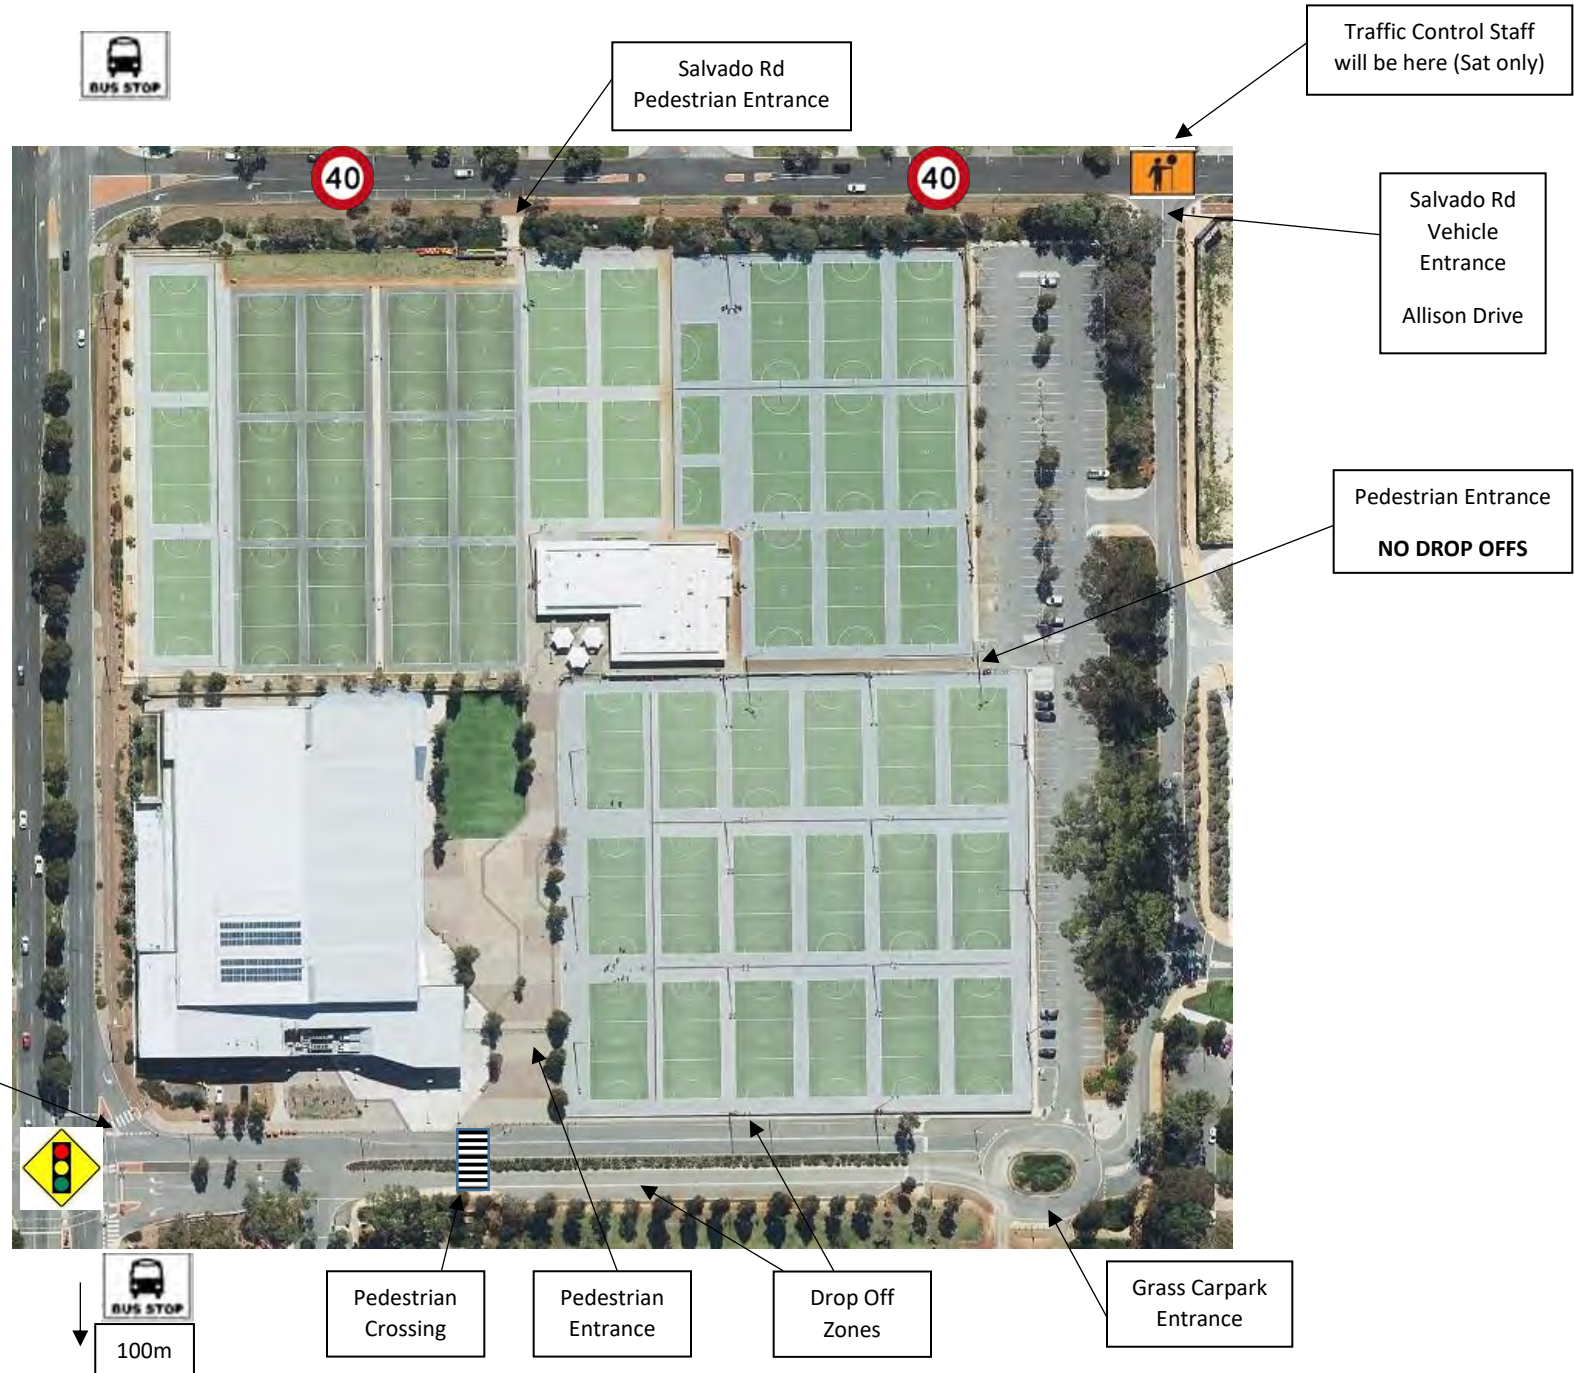 Traffic Control Staff
will be here (Sat only)
BUS STOP
Salvado Rd
Pedestrian Entrance
40
40
Salvado Rd
Vehicle
Entrance
Allison Drive
Pedestrian Entrance
NO DROP OFFS
BUS STOP
100m
Pedestrian
Crossing
Pedestrian
Entrance
Drop Off
Zones
Grass Carpark
Entrance